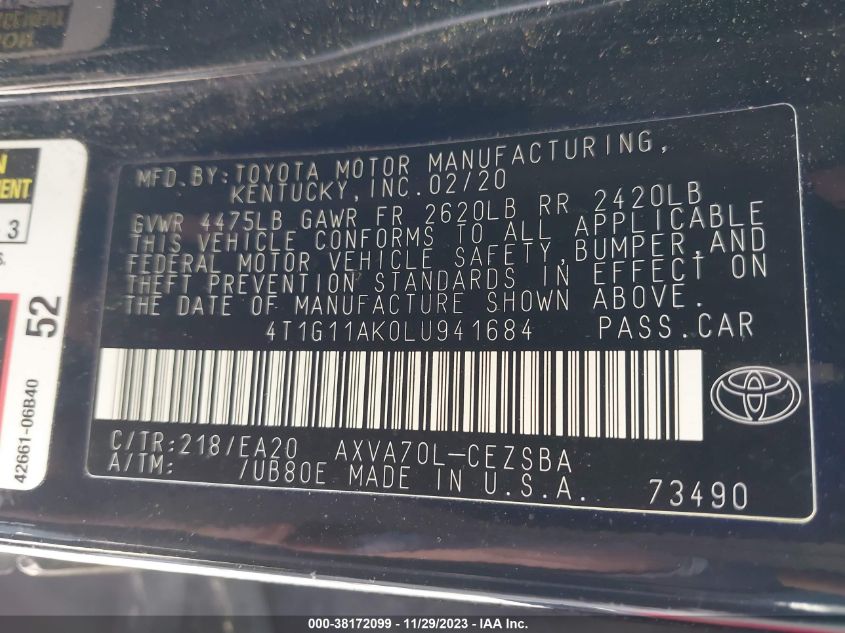 MFD.BY:TOYOTA MOTOR MANUFACTURING,
KENTUCKY,INC.02/20
GVWR 4475LB GAWR FR 2620LB RR 2420LB
THIS VEHICLE CONFORMS TO ALL APPLICABLE
FEDERAL MOTOR VEHICLE SAFETY,BUMPER,AND
THEFT PREVENTION STANDARDS IN EFFECT ON
THE DATE OF MANUFACTURE SHOWN ABOVE.
4T1G11AK0LU941684 PASS.CAR
C/TR:218/EA20 AXVA70L-CEZSBA
A/TM: /UB80E MADE IN U.S.A. 73490
3
52
42661-06B40
000-38172099 | 11/29/2023 | IAA Inc.